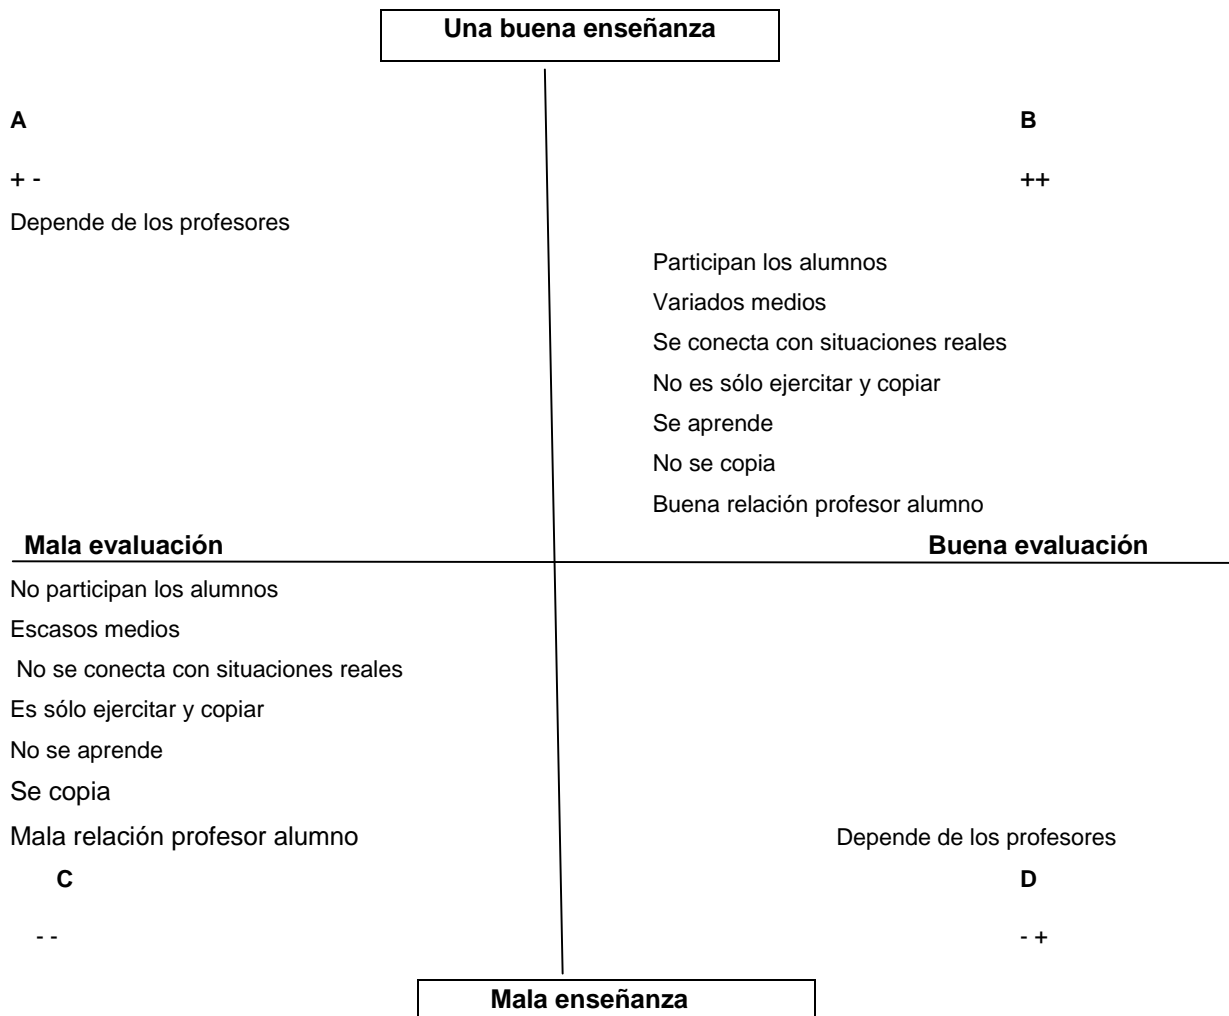 Una buena enseñanza
A B
+ - ++
Depende de los profesores
Participan los alumnos
Variados medios
Se conecta con situaciones reales
No es sólo ejercitar y copiar
Se aprende
No se copia
Buena relación profesor alumno
Mala evaluación Buena evaluación
No participan los alumnos
Escasos medios
No se conecta con situaciones reales
Es sólo ejercitar y copiar
No se aprende
Se copia
Mala relación profesor alumno Depende de los profesores
C D
- - - +
Mala enseñanza